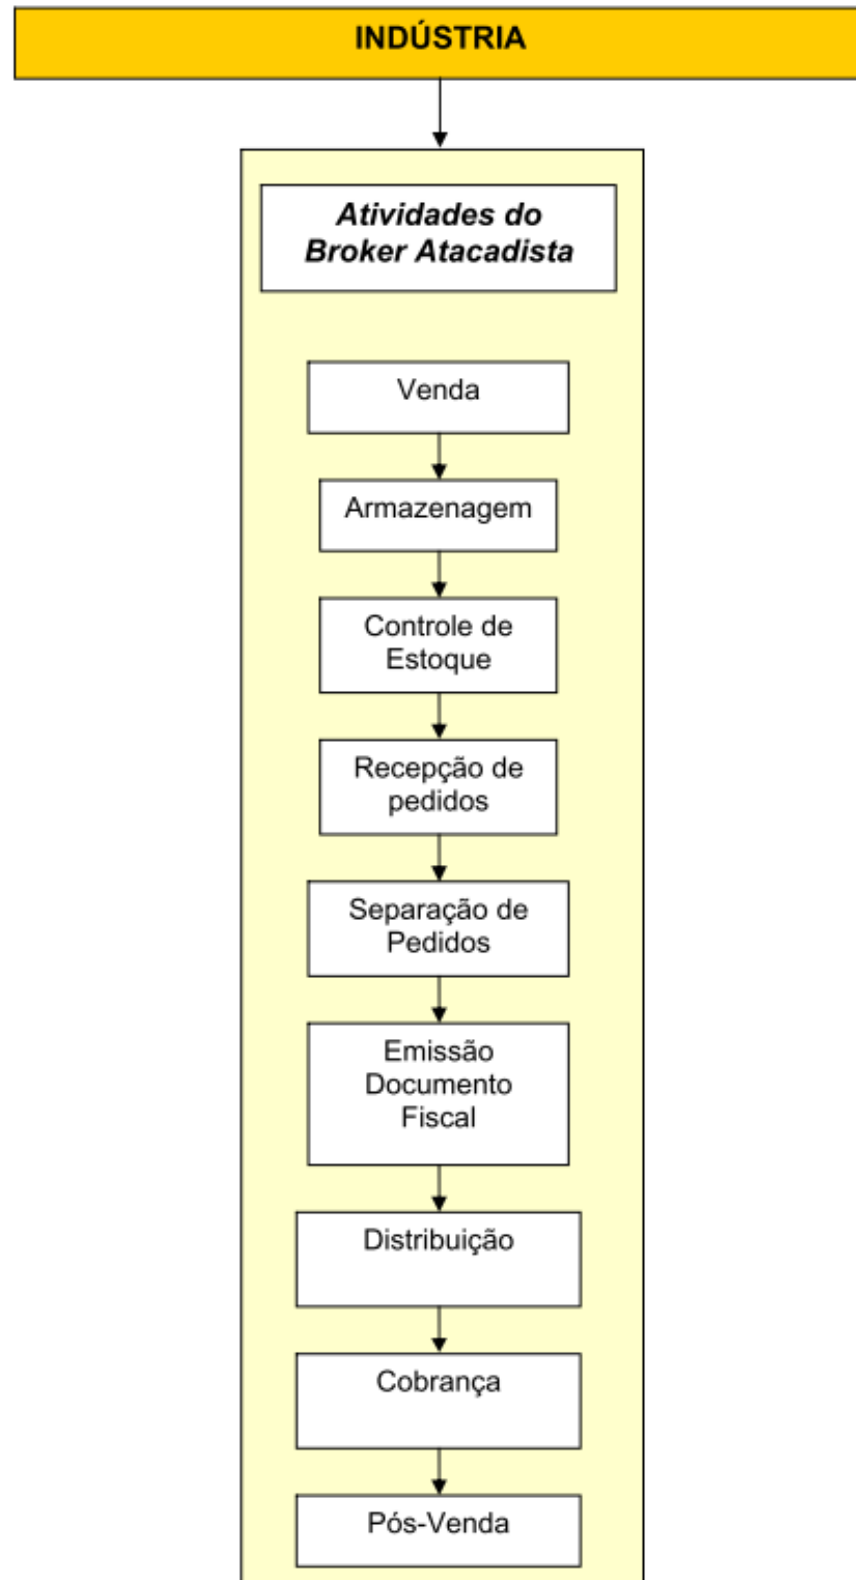 INDÚSTRIA
Atividades do
Broker Atacadista
Venda
Armazenagem
Controle de
Estoque
Recepção de
pedidos
Separação de
Pedidos
Emissão
Documento
Fiscal
Distribuição
Cobrança
Pós-Venda